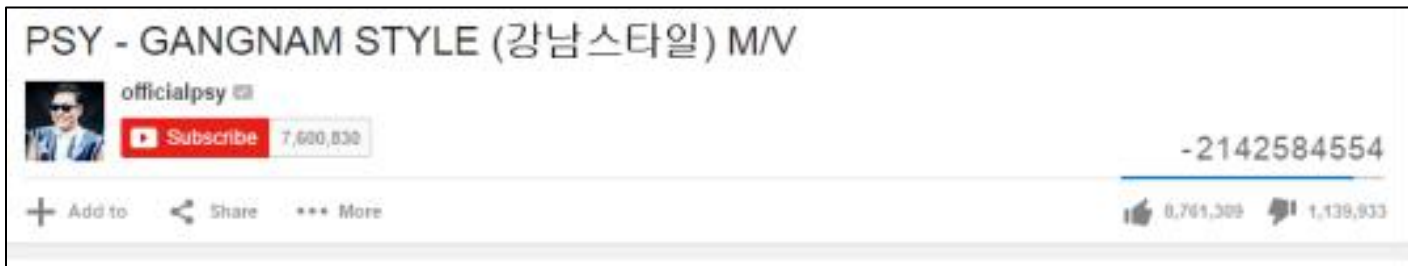 PSY - GANGNAM STYLE (강남스타일) M/V
officialpsy
Subscribe 7,600,830
-2142584554
Add to Share More
8,761,309 1,139,933